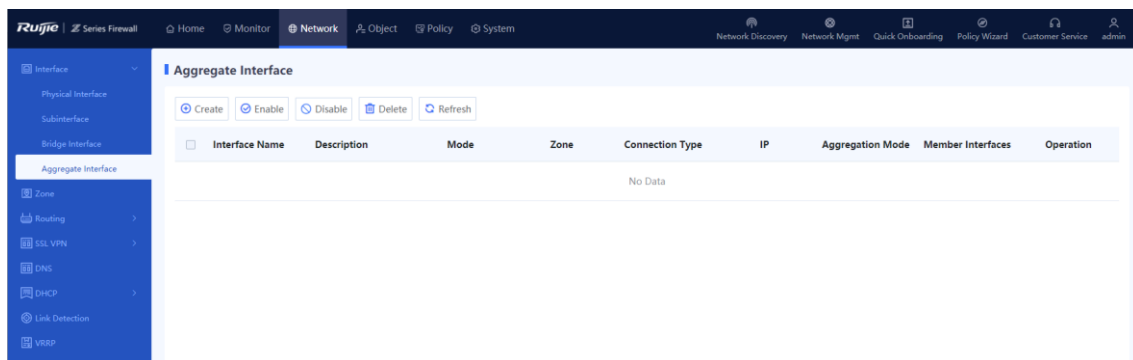 Ruijie | Z Series Firewall
Home Monitor Network Object Policy System
Network Discovery Network Mgmt Quick Onboarding Policy Wizard Customer Service admin
Interface
Physical Interface
Subinterface
Bridge Interface
Aggregate Interface
Zone
Routing
SSL VPN
DNS
DHCP
Link Detection
VRRP
Aggregate Interface
Create Enable Disable Delete Refresh
Interface Name Description Mode Zone Connection Type IP Aggregation Mode Member Interfaces Operation
No Data